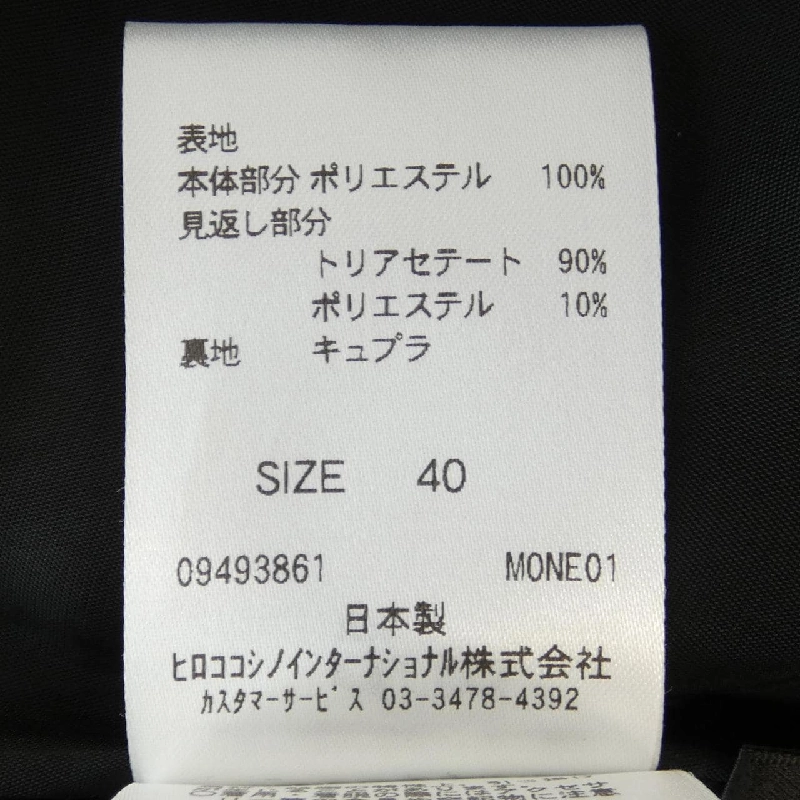 表地
本体部分 ポリエステル 100%
見返し部分
トリアセテート 90%
ポリエステル 10%
裏地 キュプラ
SIZE 40
09493861 MONE01
日本製
ヒロココシノインターナショナル株式会社
カスタマーサービス 03-3478-4392